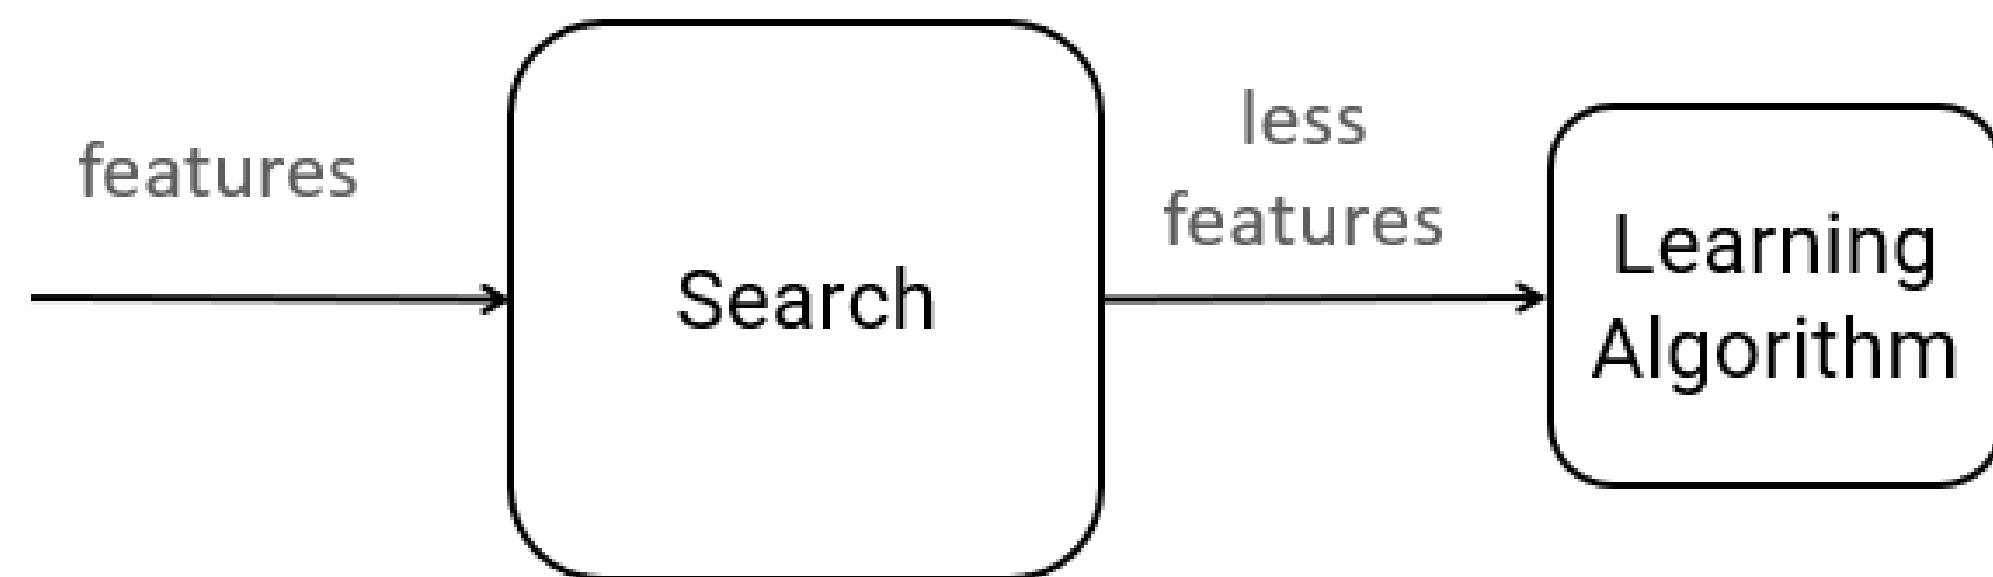 features
Search
less
features
Learning
Algorithm